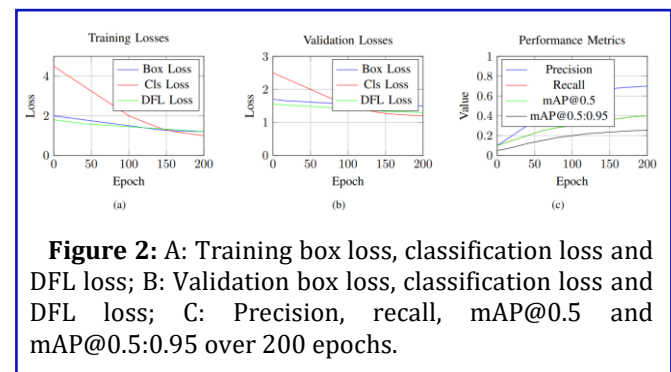 Training Losses
Validation Losses
Performance Metrics
Loss
4
2
0
Box Loss
Cls Loss
DFL Loss
0 50 100 150 200
Epoch
(a)
Loss
3
2
1
0
Box Loss
Cls Loss
DFL Loss
0 50 100 150 200
Epoch
(b)
Value
1
0.8
0.6
0.4
0.2
0
Precision
Recall
mAP@0.5
mAP@0.5:0.95
0 50 100 150 200
Epoch
(c)
Figure 2: A: Training box loss, classification loss and
DFL loss; B: Validation box loss, classification loss and
DFL loss; C: Precision, recall, mAP@0.5 and
mAP@0.5:0.95 over 200 epochs.